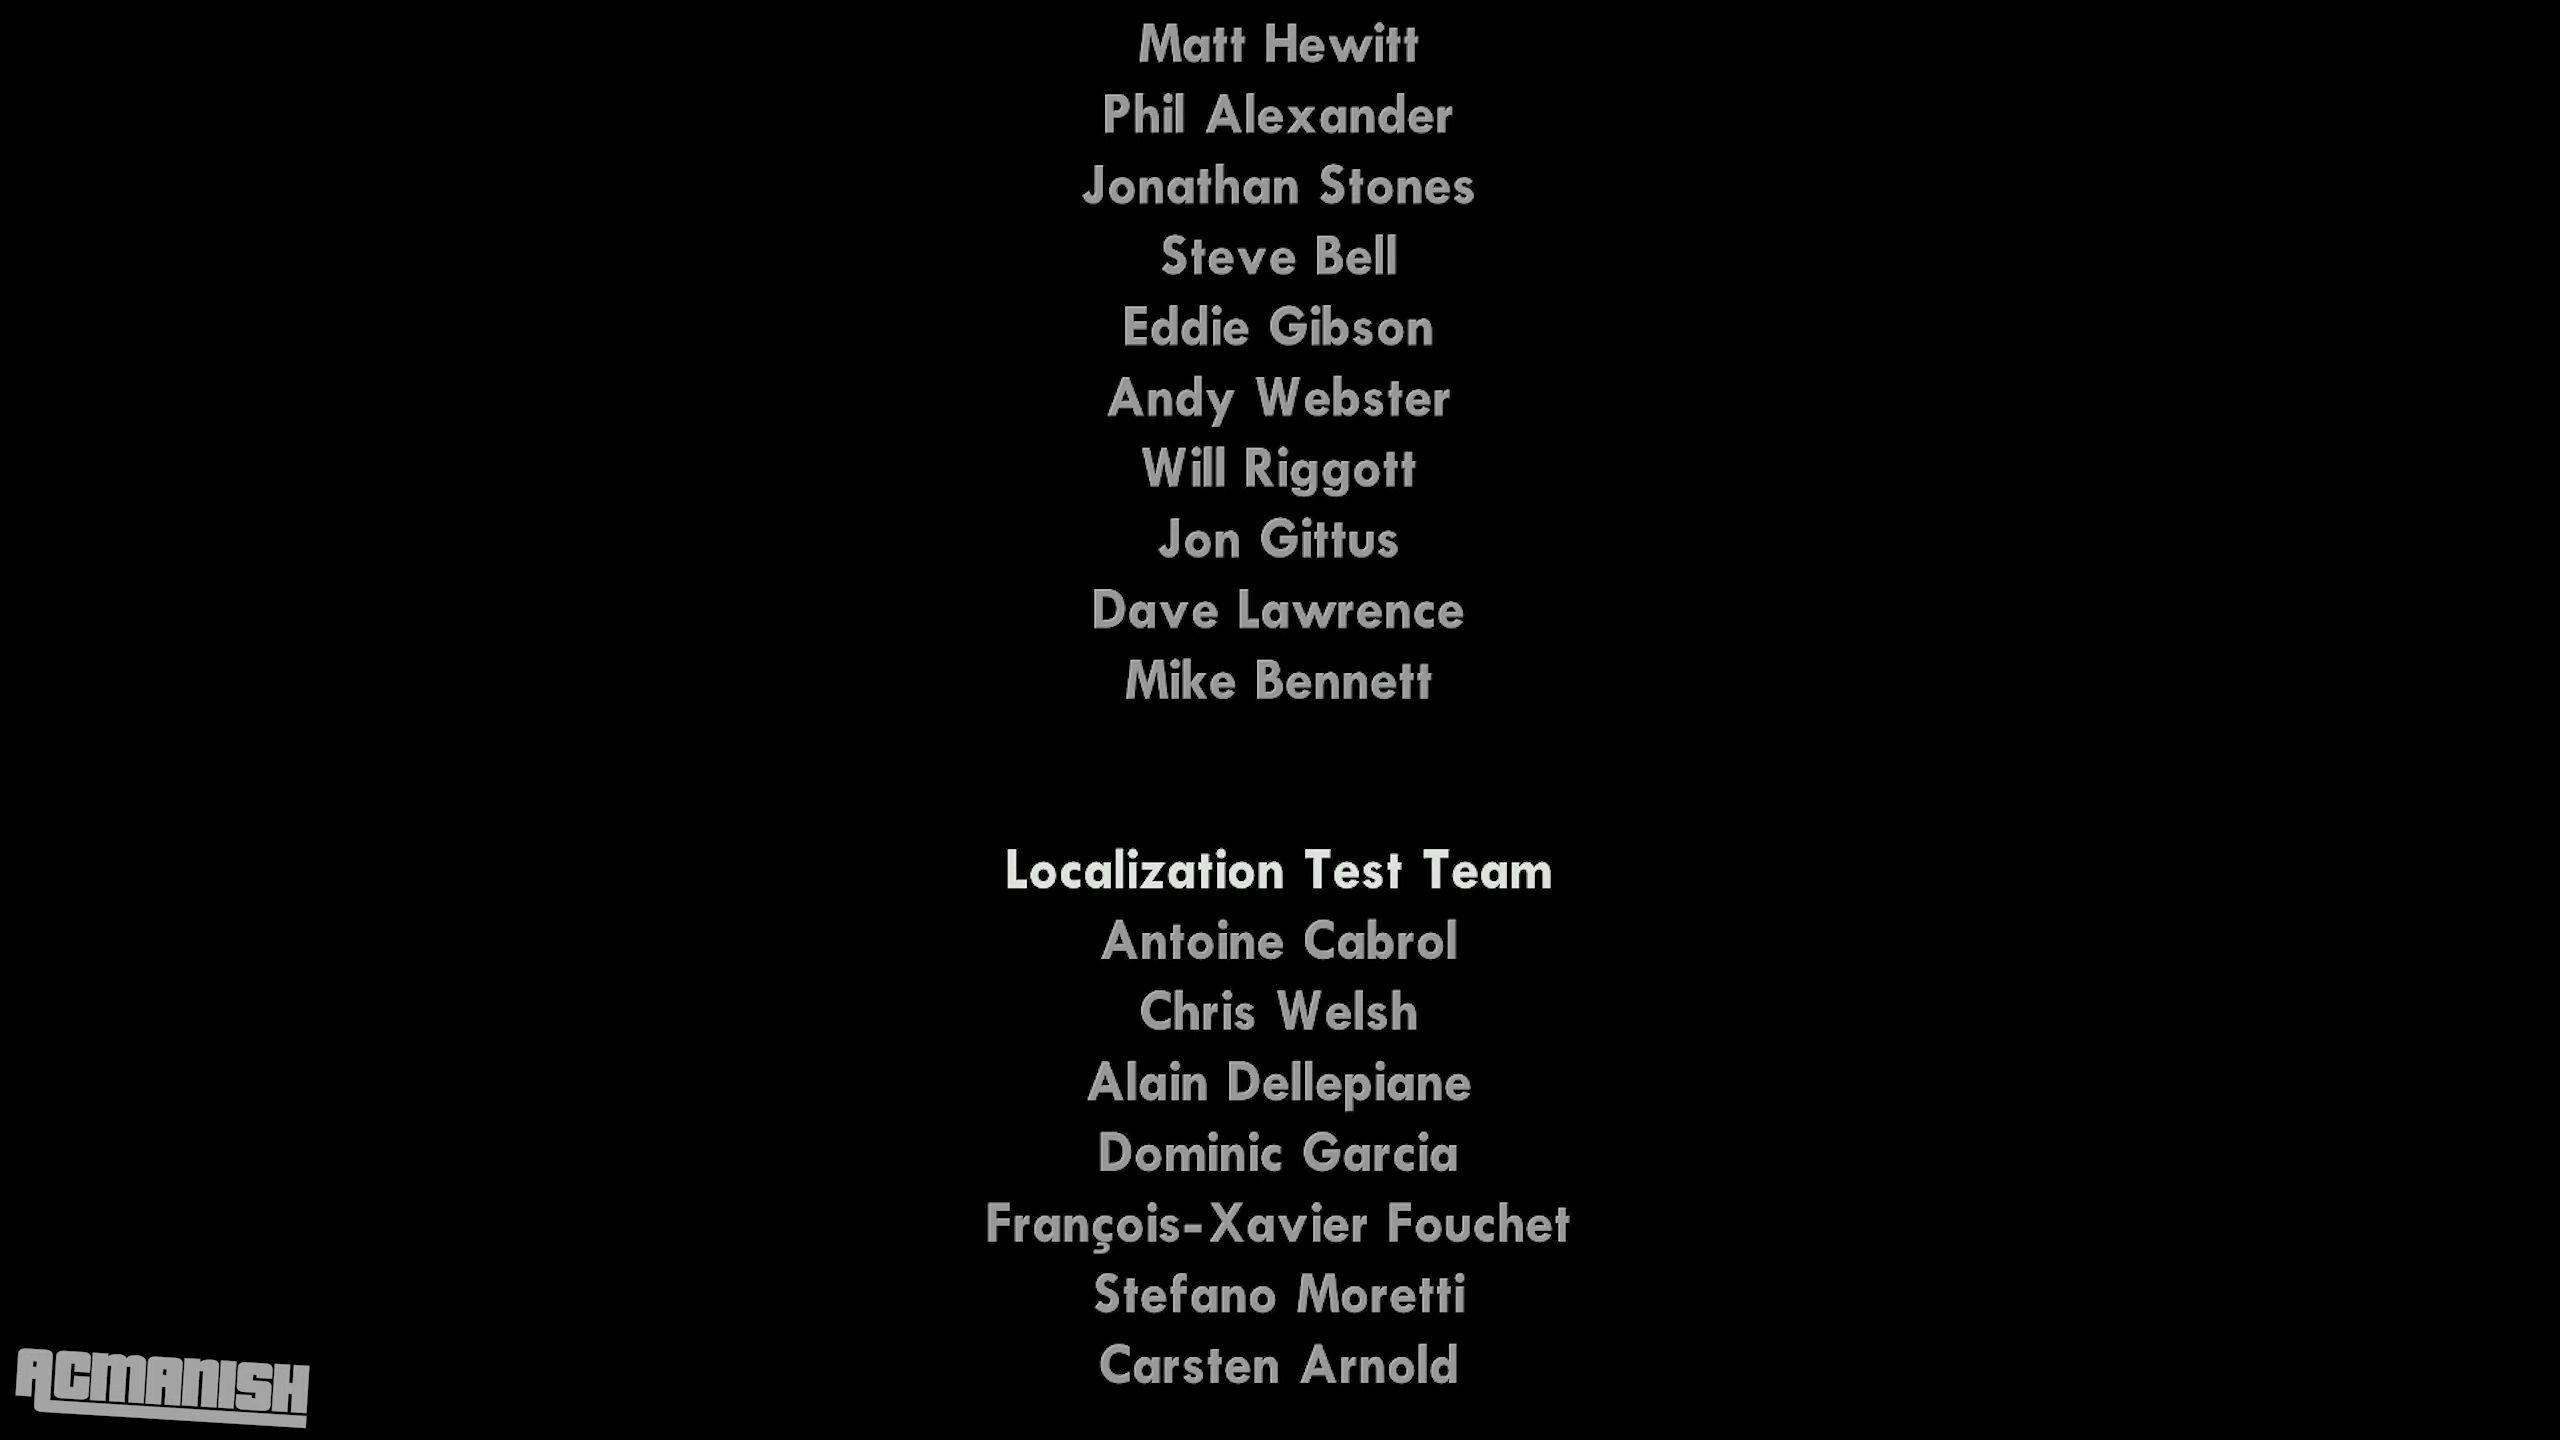 Matt Hewitt
Phil Alexander
Jonathan Stones
Steve Bell
Eddie Gibson
Andy Webster
Will Riggott
Jon Gittus
Dave Lawrence
Mike Bennett
Localization Test Team
Antoine Cabrol
Chris Welsh
Alain Dellepiane
Dominic Garcia
François-Xavier Fouchet
Stefano Moretti
Carsten Arnold
ACMANISH